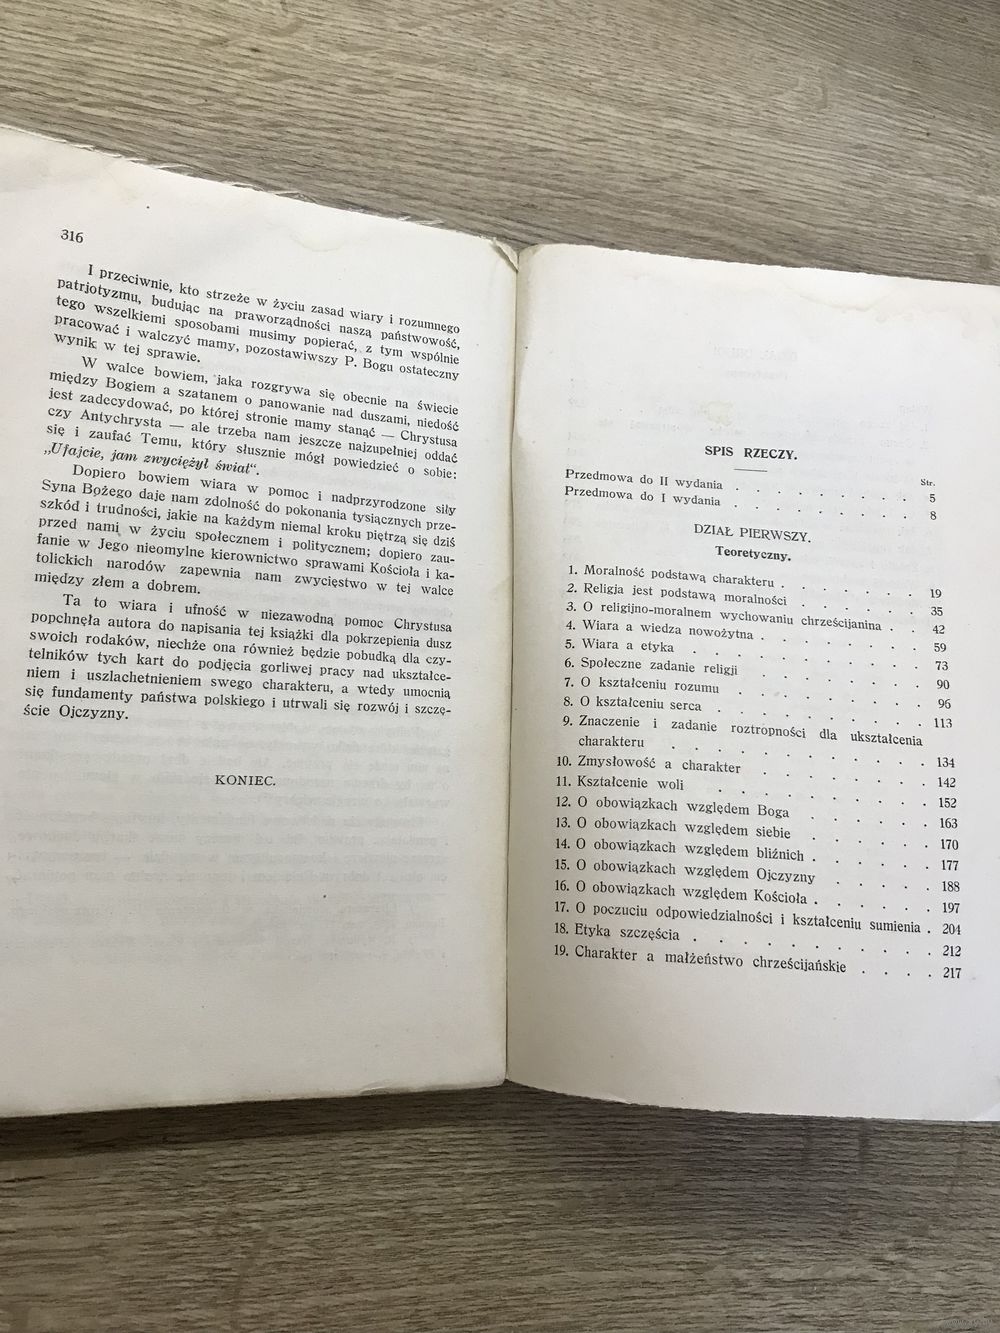 316
I przeciwnie, kto strzeże w życiu zasad wiary i rozumnego
patrjotyzmu, budując na praworządności naszą państwowość,
tego wszelkiemi sposobami musimy popierać, z tym wspólnie
pracować i walczyć mamy, pozostawiwszy P. Bogu ostateczny
wynik w tej sprawie.
W walce bowiem, jaka rozgrywa się obecnie na świecie
między Bogiem a szatanem o panowanie nad duszami, niedość
jest zadecydować, po której stronie mamy stanąć — Chrystusa
czy Antychrysta — ale trzeba nam jeszcze najzupełniej oddać
się i zaufać Temu, który słusznie mógł powiedzieć o sobie:
„Ufajcie, jam zwyciężył świat“.
Dopiero bowiem wiara w pomoc i nadprzyrodzone siły
Syna Bożego daje nam zdolność do pokonania tysiącznych prze-
szkód i trudności, jakie na każdym niemal kroku piętrzą się dziś
przed nami w życiu społecznem i politycznem; dopiero zau-
fanie w Jego nieomylne kierownictwo sprawami Kościoła i ka-
tolickich narodów zapewnia nam zwycięstwo w tej walce
między złem a dobrem.
Ta to wiara i ufność w niezawodną pomoc Chrystusa
popchnęła autora do napisania tej książki dla pokrzepienia dusz
swoich rodaków, niechże ona również będzie pobudką dla czy-
telników tych kart do podjęcia gorliwej pracy nad ukształce-
niem i uszlachetnieniem swego charakteru, a wtedy umocnią
się fundamenty państwa polskiego i utrwali się rozwój i szczę-
ście Ojczyzny.
KONIEC.
SPIS RZECZY.
Str.
Przedmowa do II wydania . . . . . . . . 5
Przedmowa do I wydania . . . . . . . . 8
DZIAŁ PIERWSZY.
Teoretyczny.
1. Moralność podstawą charakteru . . . . . . . 19
2. Religja jest podstawą moralności . . . . . . 35
3. O religijno-moralnem wychowaniu chrześcijanina . . 42
4. Wiara a wiedza nowożytna . . . . . . . 59
5. Wiara a etyka . . . . . . . . . 73
6. Społeczne zadanie religji . . . . . . . 90
7. O kształceniu rozumu . . . . . . . . 96
8. O kształceniu serca . . . . . . . . . 113
9. Znaczenie i zadanie roztropności dla ukształcenia
charakteru . . . . . . . . . . 134
10. Zmysłowość a charakter . . . . . . . 142
11. Kształcenie woli . . . . . . . . 152
12. O obowiązkach względem Boga . . . . . 163
13. O obowiązkach względem siebie . . . . . 170
14. O obowiązkach względem bliźnich . . . . . 177
15. O obowiązkach względem Ojczyzny . . . . . 188
16. O obowiązkach względem Kościoła . . . . . 197
17. O poczuciu odpowiedzialności i kształceniu sumienia . 204
18. Etyka szczęścia . . . . . . . . . 212
19. Charakter a małżeństwo chrześcijańskie . . . . 217